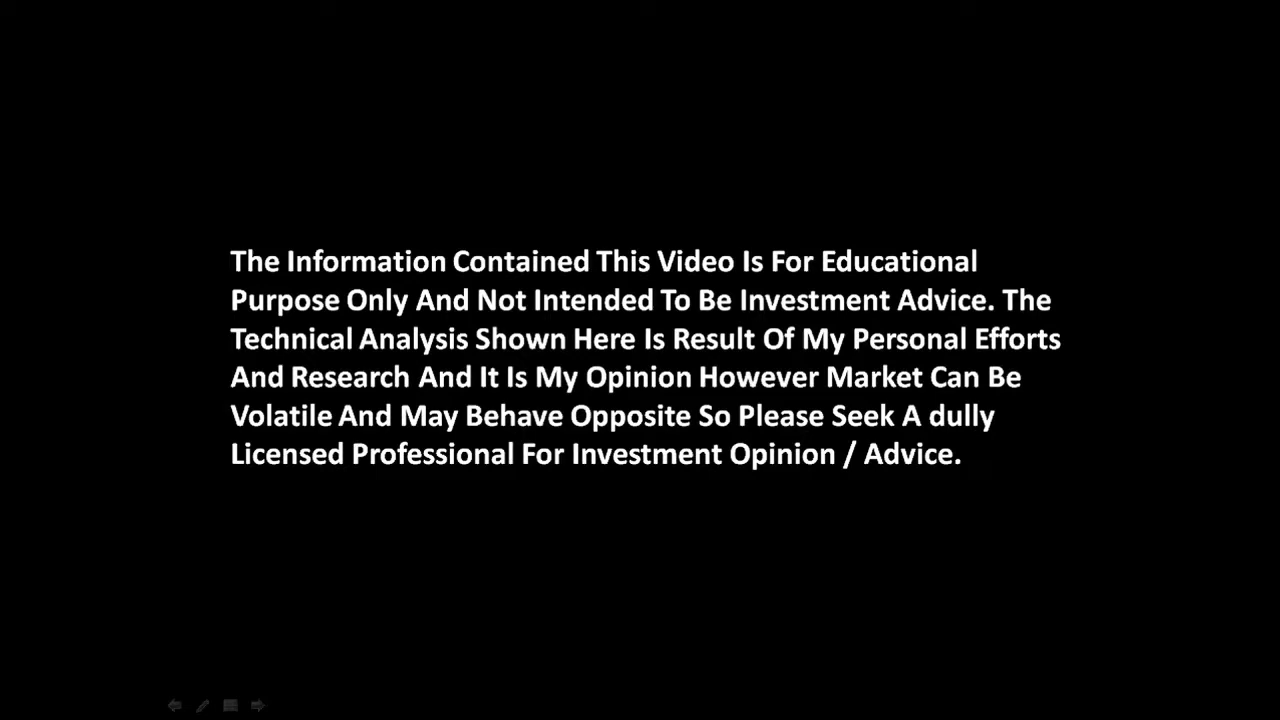 The Information Contained This Video Is For Educational
Purpose Only And Not Intended To Be Investment Advice. The
Technical Analysis Shown Here Is Result Of My Personal Efforts
And Research And It Is My Opinion However Market Can Be
Volatile And May Behave Opposite So Please Seek A dully
Licensed Professional For Investment Opinion / Advice.